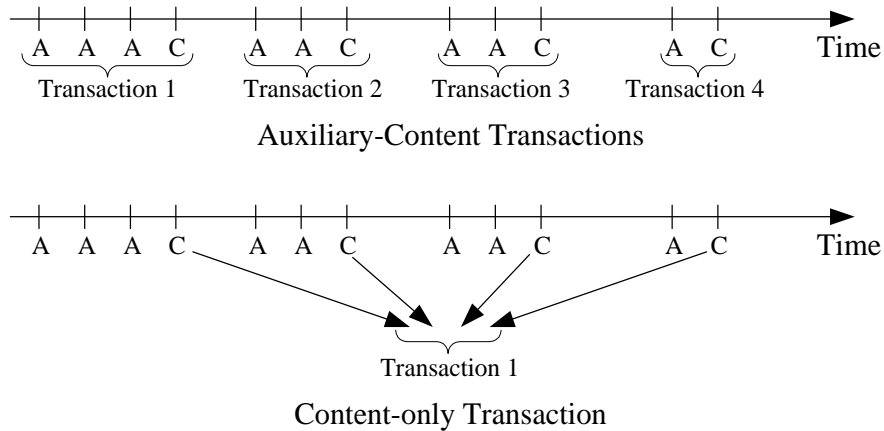 A A A C A A C A A C A C Time
Transaction 1 Transaction 2 Transaction 3 Transaction 4
Auxiliary-Content Transactions
A A A C A A C A A C A C Time
Transaction 1
Content-only Transaction